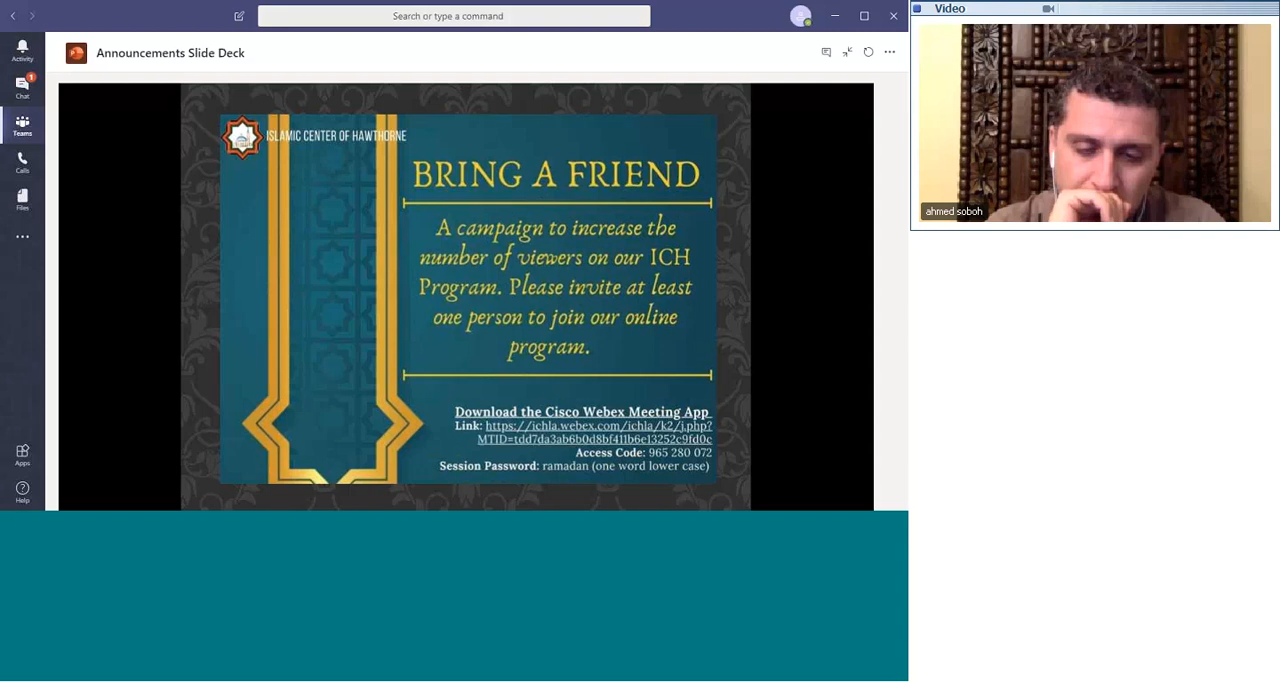 Search or type a command
Video
Activity
Announcements Slide Deck
Chat
1
Teams
Calls
Files
Apps
Help
ISLAMIC CENTER OF HAWTHORNE
BRING A FRIEND
A campaign to increase the
number of viewers on our ICH
Program. Please invite at least
one person to join our online
program.
Download the Cisco Webex Meeting App
Link: https://ichla.webex.com/ichla/k2/j.php?
MTID=tdd7da3ab6b0d8bf411b6e13252c9fd0c
Access Code: 965 280 072
Session Password: ramadan (one word lower case)
ahmed soboh